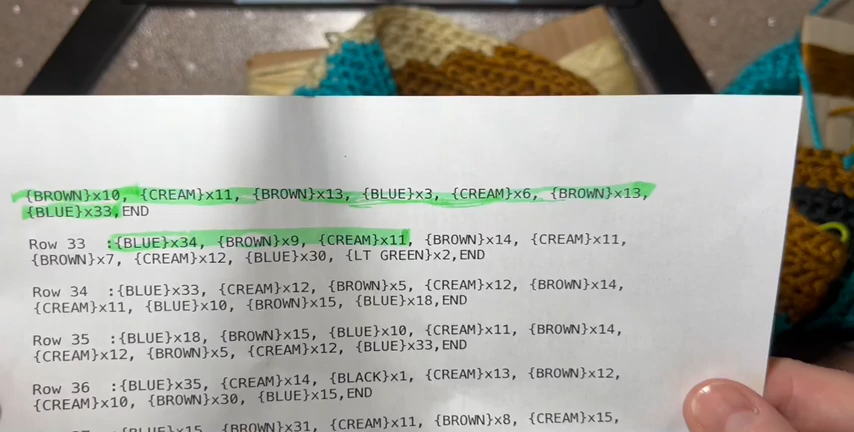 {BROWN}x10, {CREAM}x11, {BROWN}x13, {BLUE}x3, {CREAM}x6, {BROWN}x13,
{BLUE}x33,END
Row 33 :{BLUE}x34, {BROWN}x9, {CREAM}x11, {BROWN}x14, {CREAM}x11,
{BROWN}x7, {CREAM}x12, {BLUE}x30, {LT GREEN}x2,END
Row 34 :{BLUE}x33, {CREAM}x12, {BROWN}x5, {CREAM}x12, {BROWN}x14,
{CREAM}x11, {BLUE}x10, {BROWN}x15, {BLUE}x18,END
Row 35 :{BLUE}x18, {BROWN}x15, {BLUE}x10, {CREAM}x11, {BROWN}x14,
{CREAM}x12, {BROWN}x5, {CREAM}x12, {BLUE}x33,END
Row 36 :{BLUE}x35, {CREAM}x14, {BLACK}x1, {CREAM}x13, {BROWN}x12,
{CREAM}x10, {BROWN}x30, {BLUE}x15,END
:{BLUE}x15, {BROWN}x31, {CREAM}x11, {BROWN}x8, {CREAM}x15,